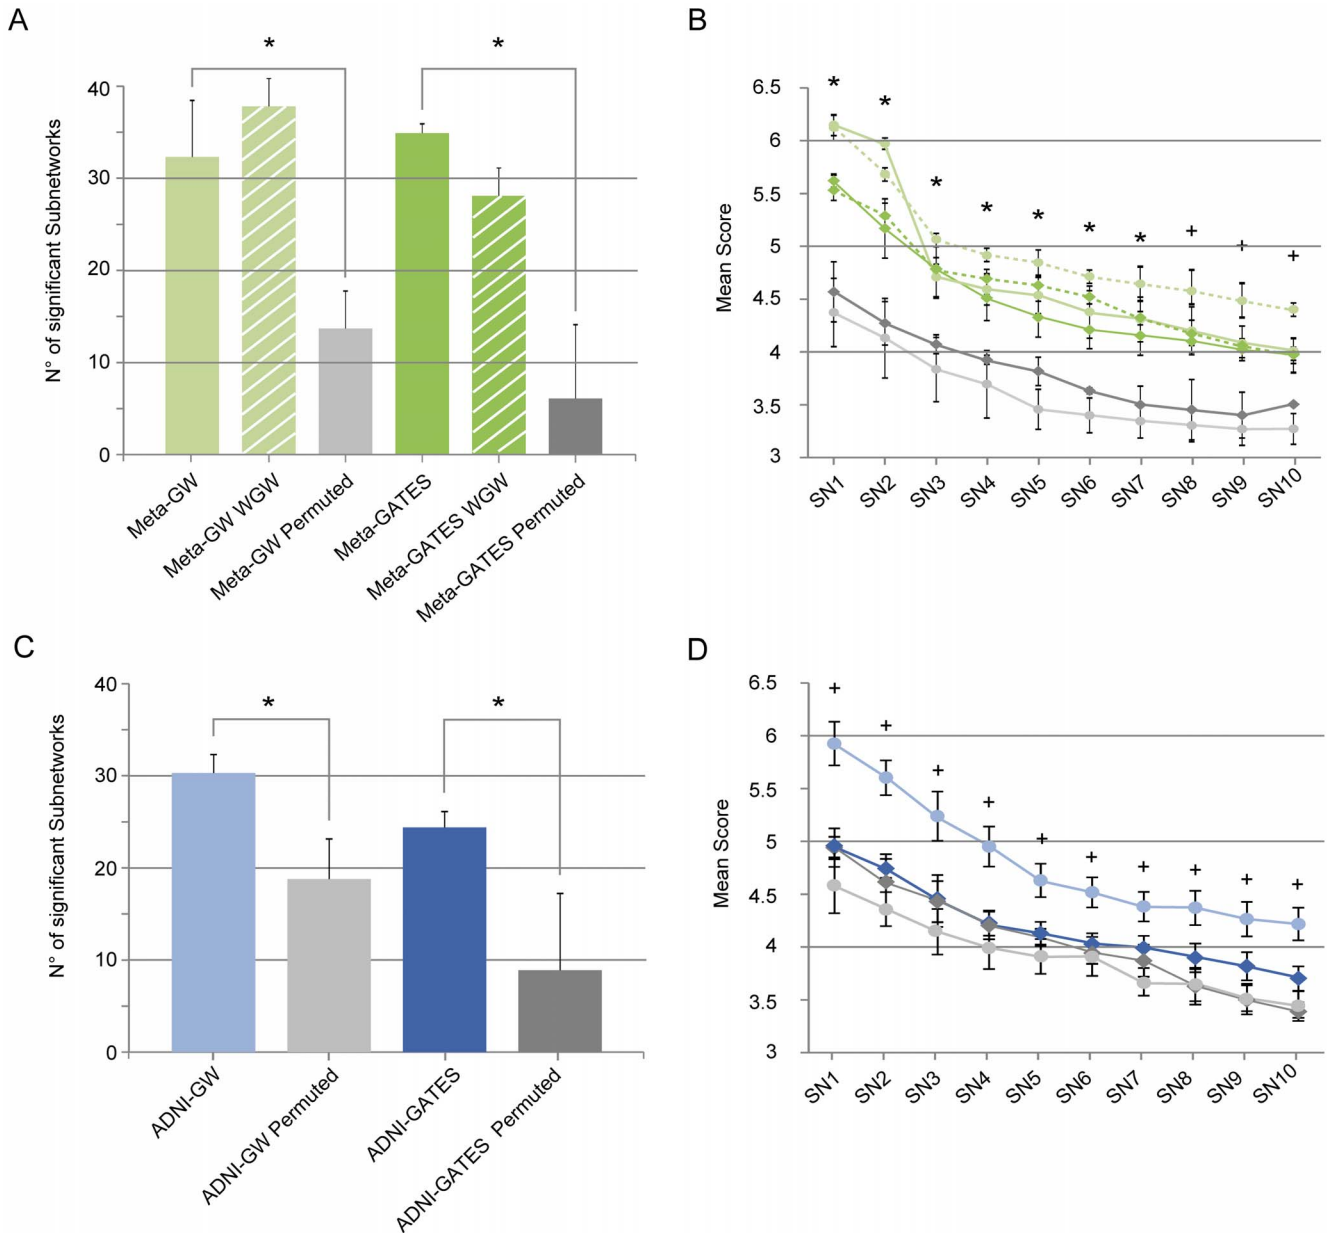 A
N° of significant Subnetworks
40
30
20
10
0
*
*
Meta-GW
Meta-GW WGW
Meta-GW Permuted
Meta-GATES
Meta-GATES WGW
Meta-GATES Permuted
B
Mean Score
6.5
6
5.5
5
4.5
4
3.5
3
*
*
*
*
*
*
*
+
+
+
SN1
SN2
SN3
SN4
SN5
SN6
SN7
SN8
SN9
SN10
C
N° of significant Subnetworks
40
30
20
10
0
*
*
ADNI-GW
ADNI-GW Permuted
ADNI-GATES
ADNI-GATES Permuted
D
Mean Score
6.5
6
5.5
5
4.5
4
3.5
3
+
+
+
+
+
+
+
+
+
+
SN1
SN2
SN3
SN4
SN5
SN6
SN7
SN8
SN9
SN10